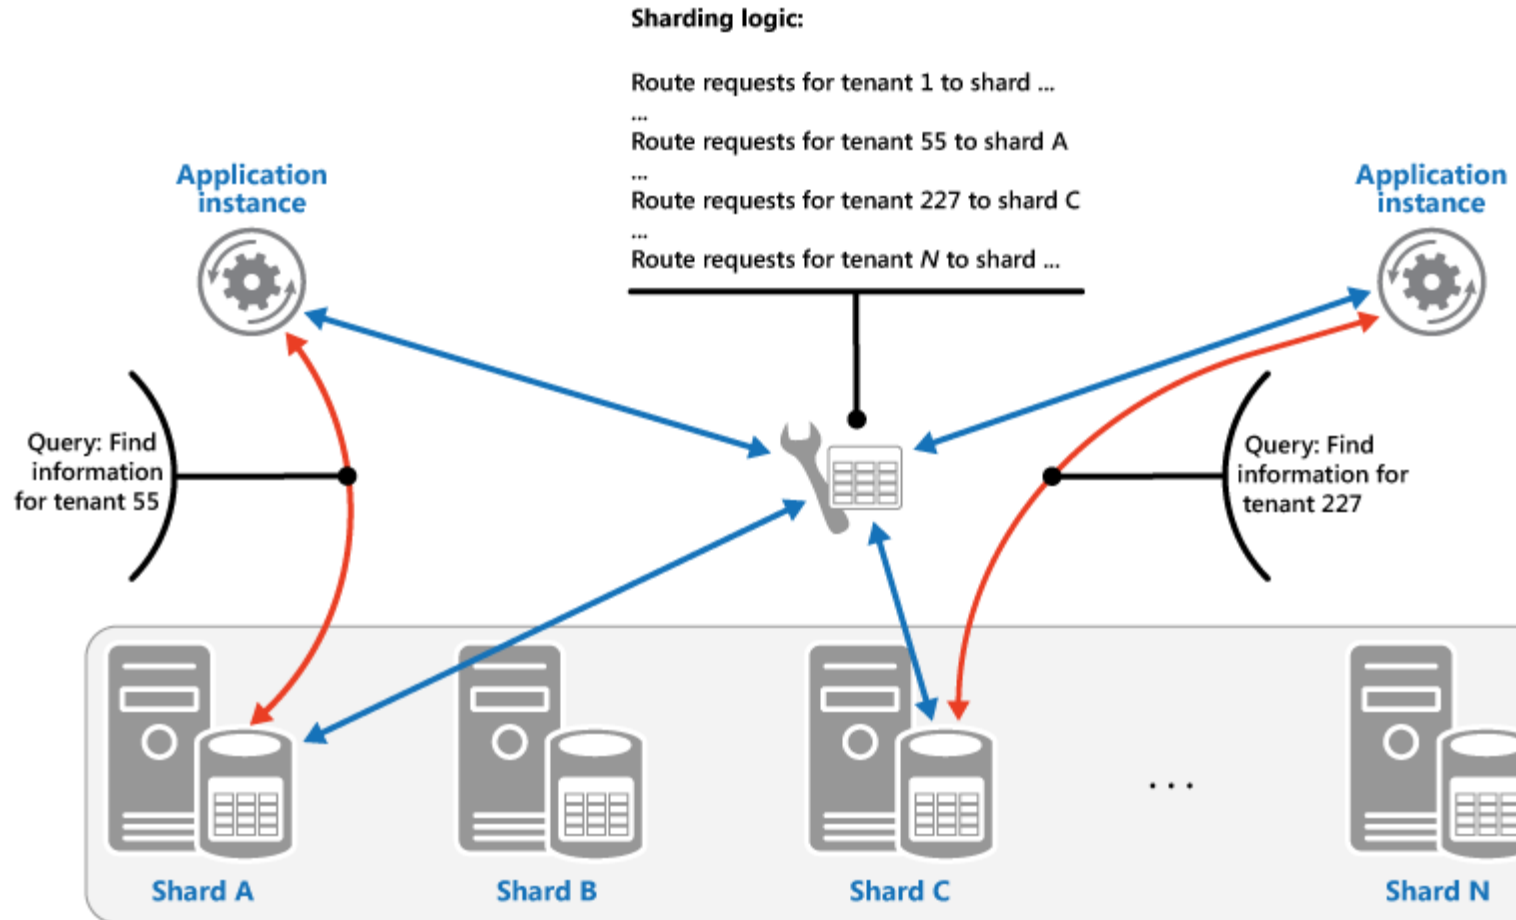 Sharding logic:
Route requests for tenant 1 to shard ...
...
Route requests for tenant 55 to shard A
...
Route requests for tenant 227 to shard C
...
Route requests for tenant N to shard ...
Application
instance
Application
instance
Query: Find
information
for tenant 55
Query: Find
information for
tenant 227
...
Shard A
Shard B
Shard C
Shard N